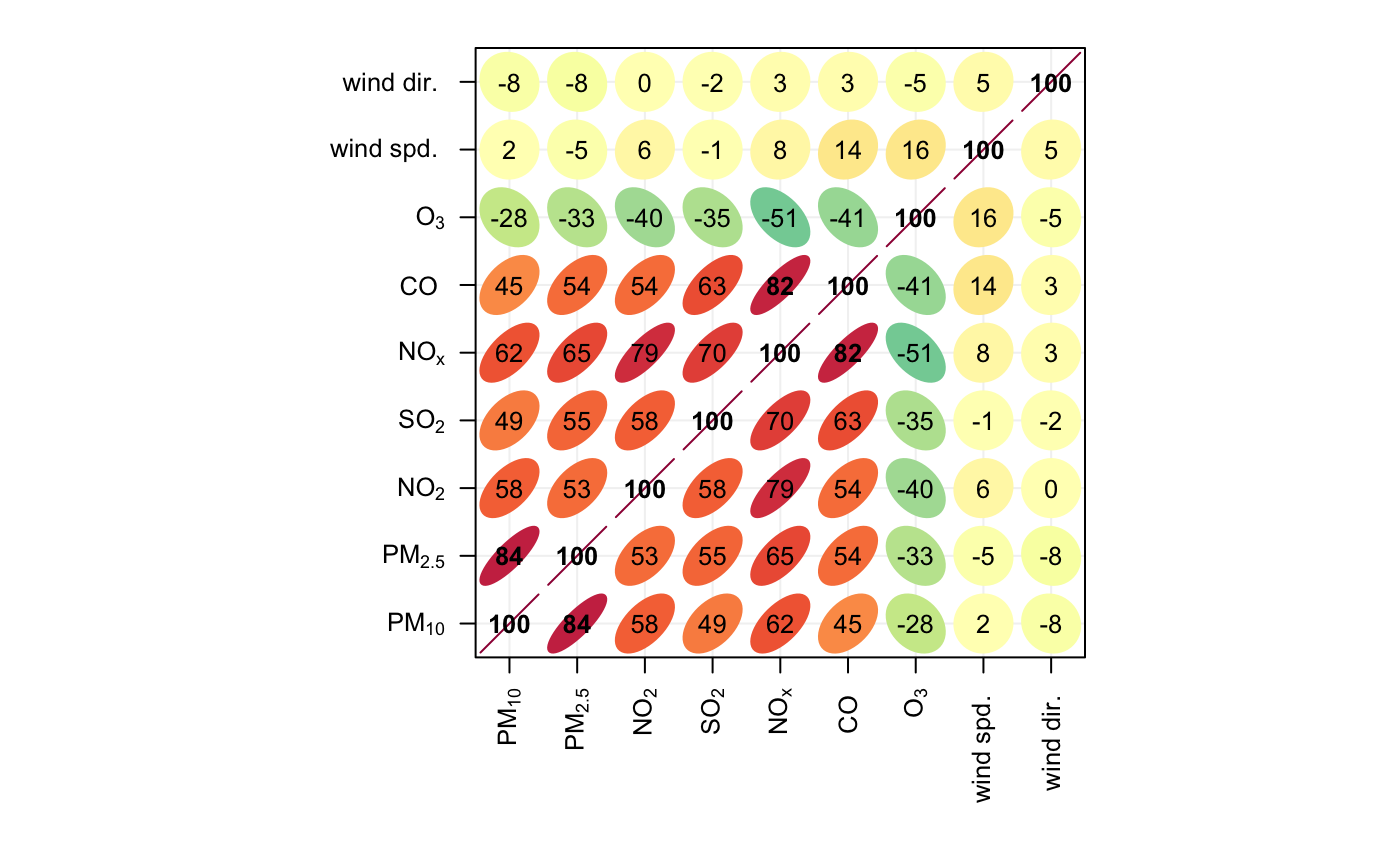 wind dir. -8 -8 0 -2 3 3 -5 5 100
wind spd. 2 -5 6 -1 8 14 16 100 5
O₃ -28 -33 -40 -35 -51 -41 100 16 -5
CO 45 54 54 63 82 100 -41 14 3
NOₓ 62 65 79 70 100 82 -51 8 3
SO₂ 49 55 58 100 70 63 -35 -1 -2
NO₂ 58 53 100 58 79 54 -40 6 0
PM₂.₅ 84 100 53 55 65 54 -33 -5 -8
PM₁₀ 100 84 58 49 62 45 -28 2 -8
PM₁₀ PM₂.₅ NO₂ SO₂ NOₓ CO O₃ wind spd. wind dir.